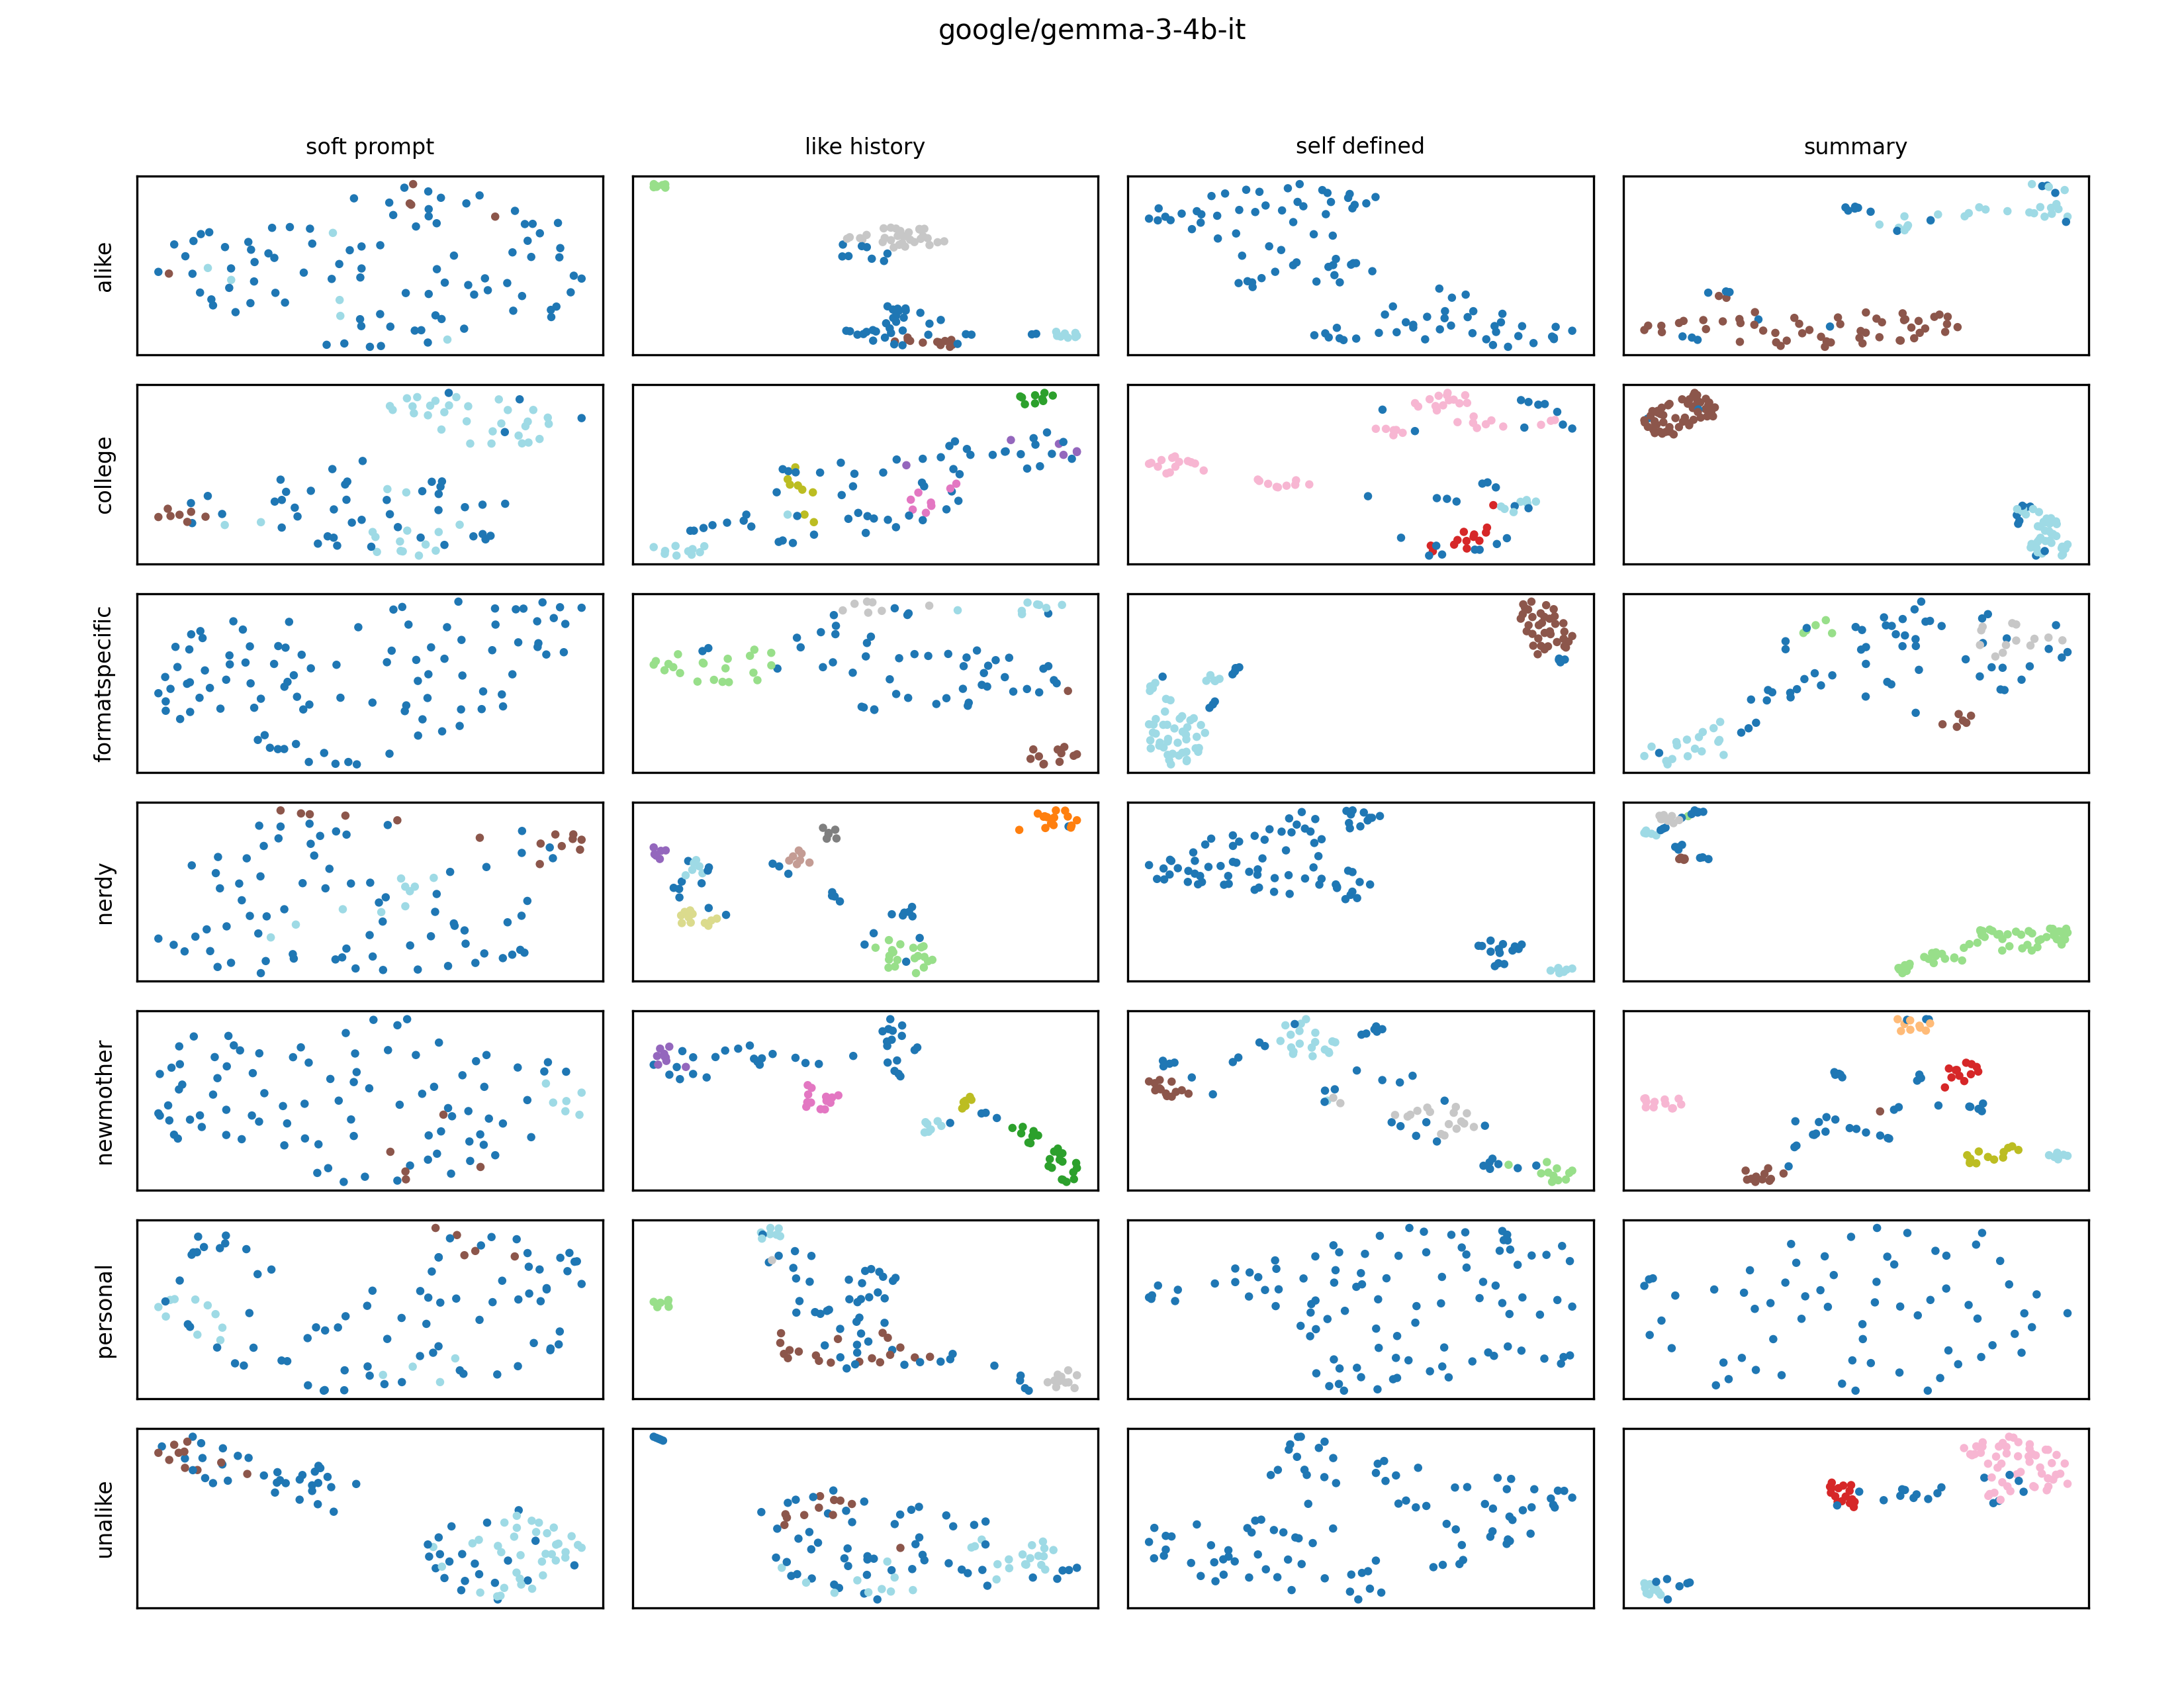 google/gemma-3-4b-it
soft prompt
like history
self defined
summary
alike
college
formatspecific
nerdy
newmother
personal
unalike